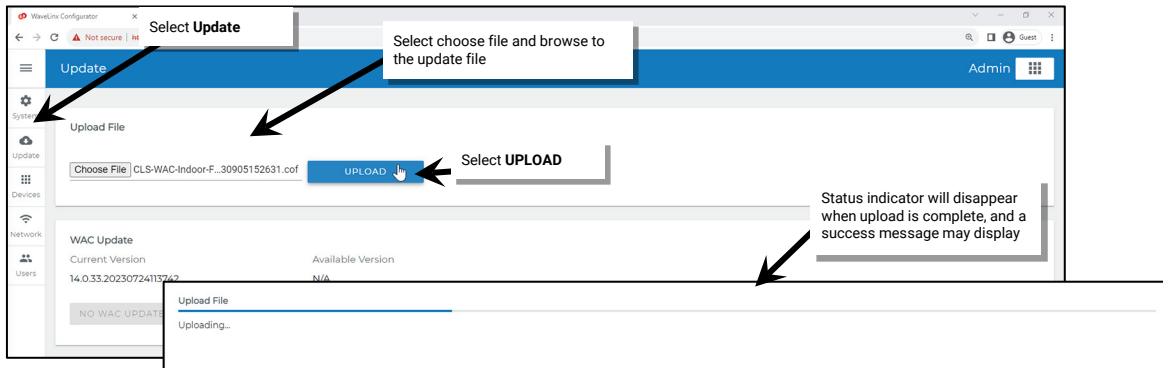 WaveLinx Configurator
Select Update
Not secure
Guest
Select choose file and browse to
the update file
Update
Admin
System
Update
Devices
Network
Users
Upload File
Choose File CLS-WAC-Indoor-F...30905152631.cof
UPLOAD
Select UPLOAD
Status indicator will disappear
when upload is complete, and a
success message may display
WAC Update
Current Version Available Version
14.0.33.20230724113742 N/A
NO WAC UPDATE
Upload File
Uploading...